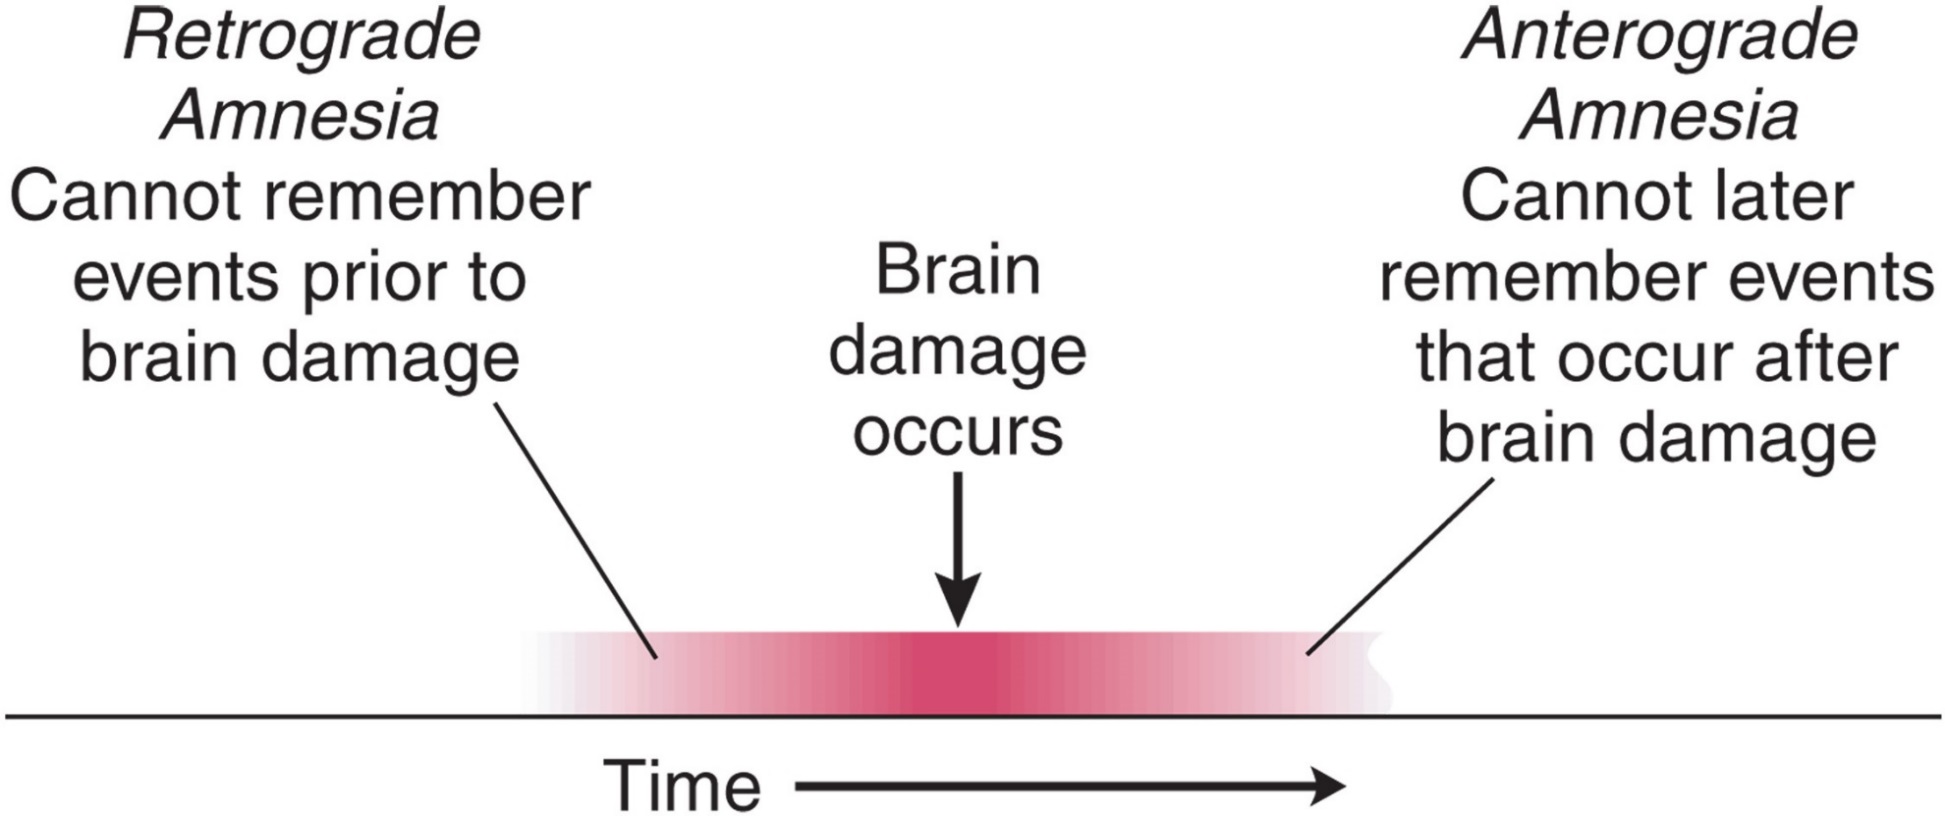 Retrograde
Amnesia
Cannot remember
events prior to
brain damage
Brain
damage
occurs
Anterograde
Amnesia
Cannot later
remember events
that occur after
brain damage
Time